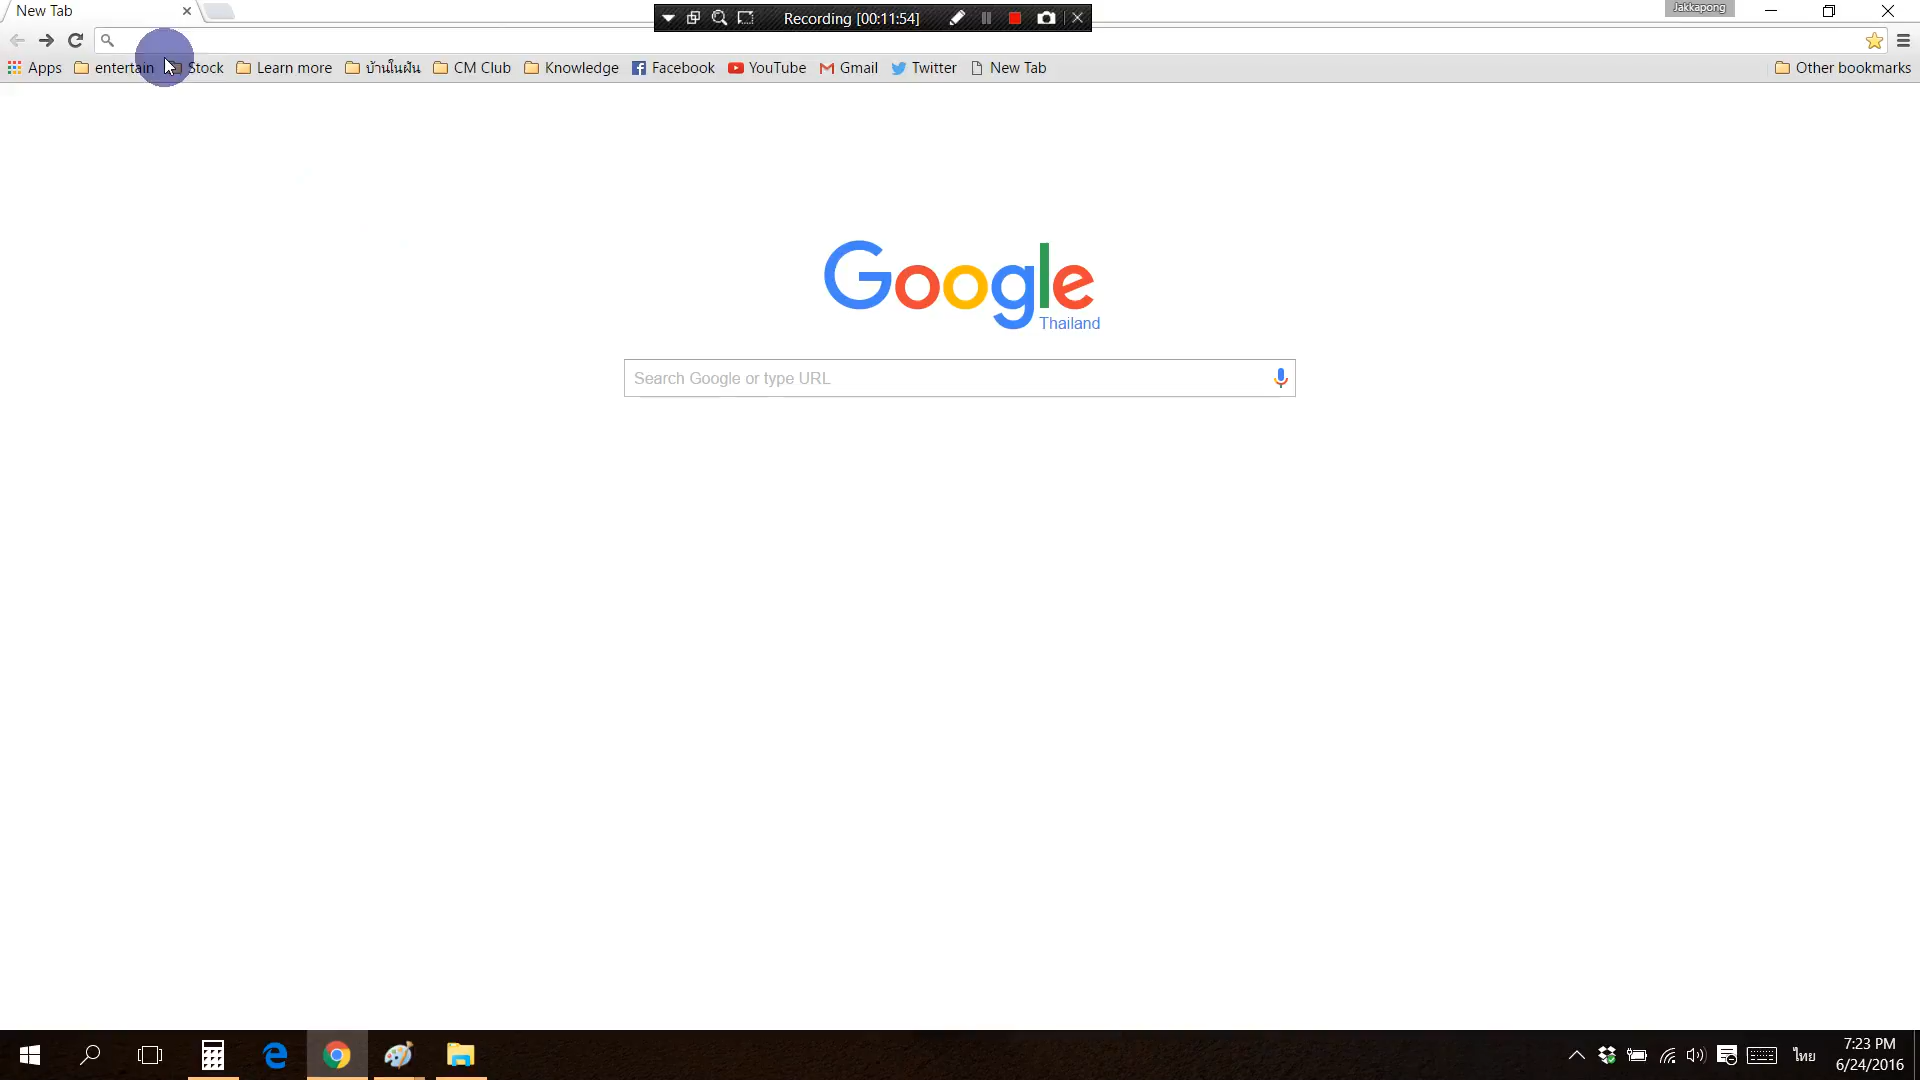 New Tab
Recording [00:11:54]
Jakkapong
Apps
entertain
Stock
Learn more
บ้านในฝัน
CM Club
Knowledge
Facebook
YouTube
Gmail
Twitter
New Tab
Other bookmarks
Google
Thailand
Search Google or type URL
ไทย
7:23 PM
6/24/2016